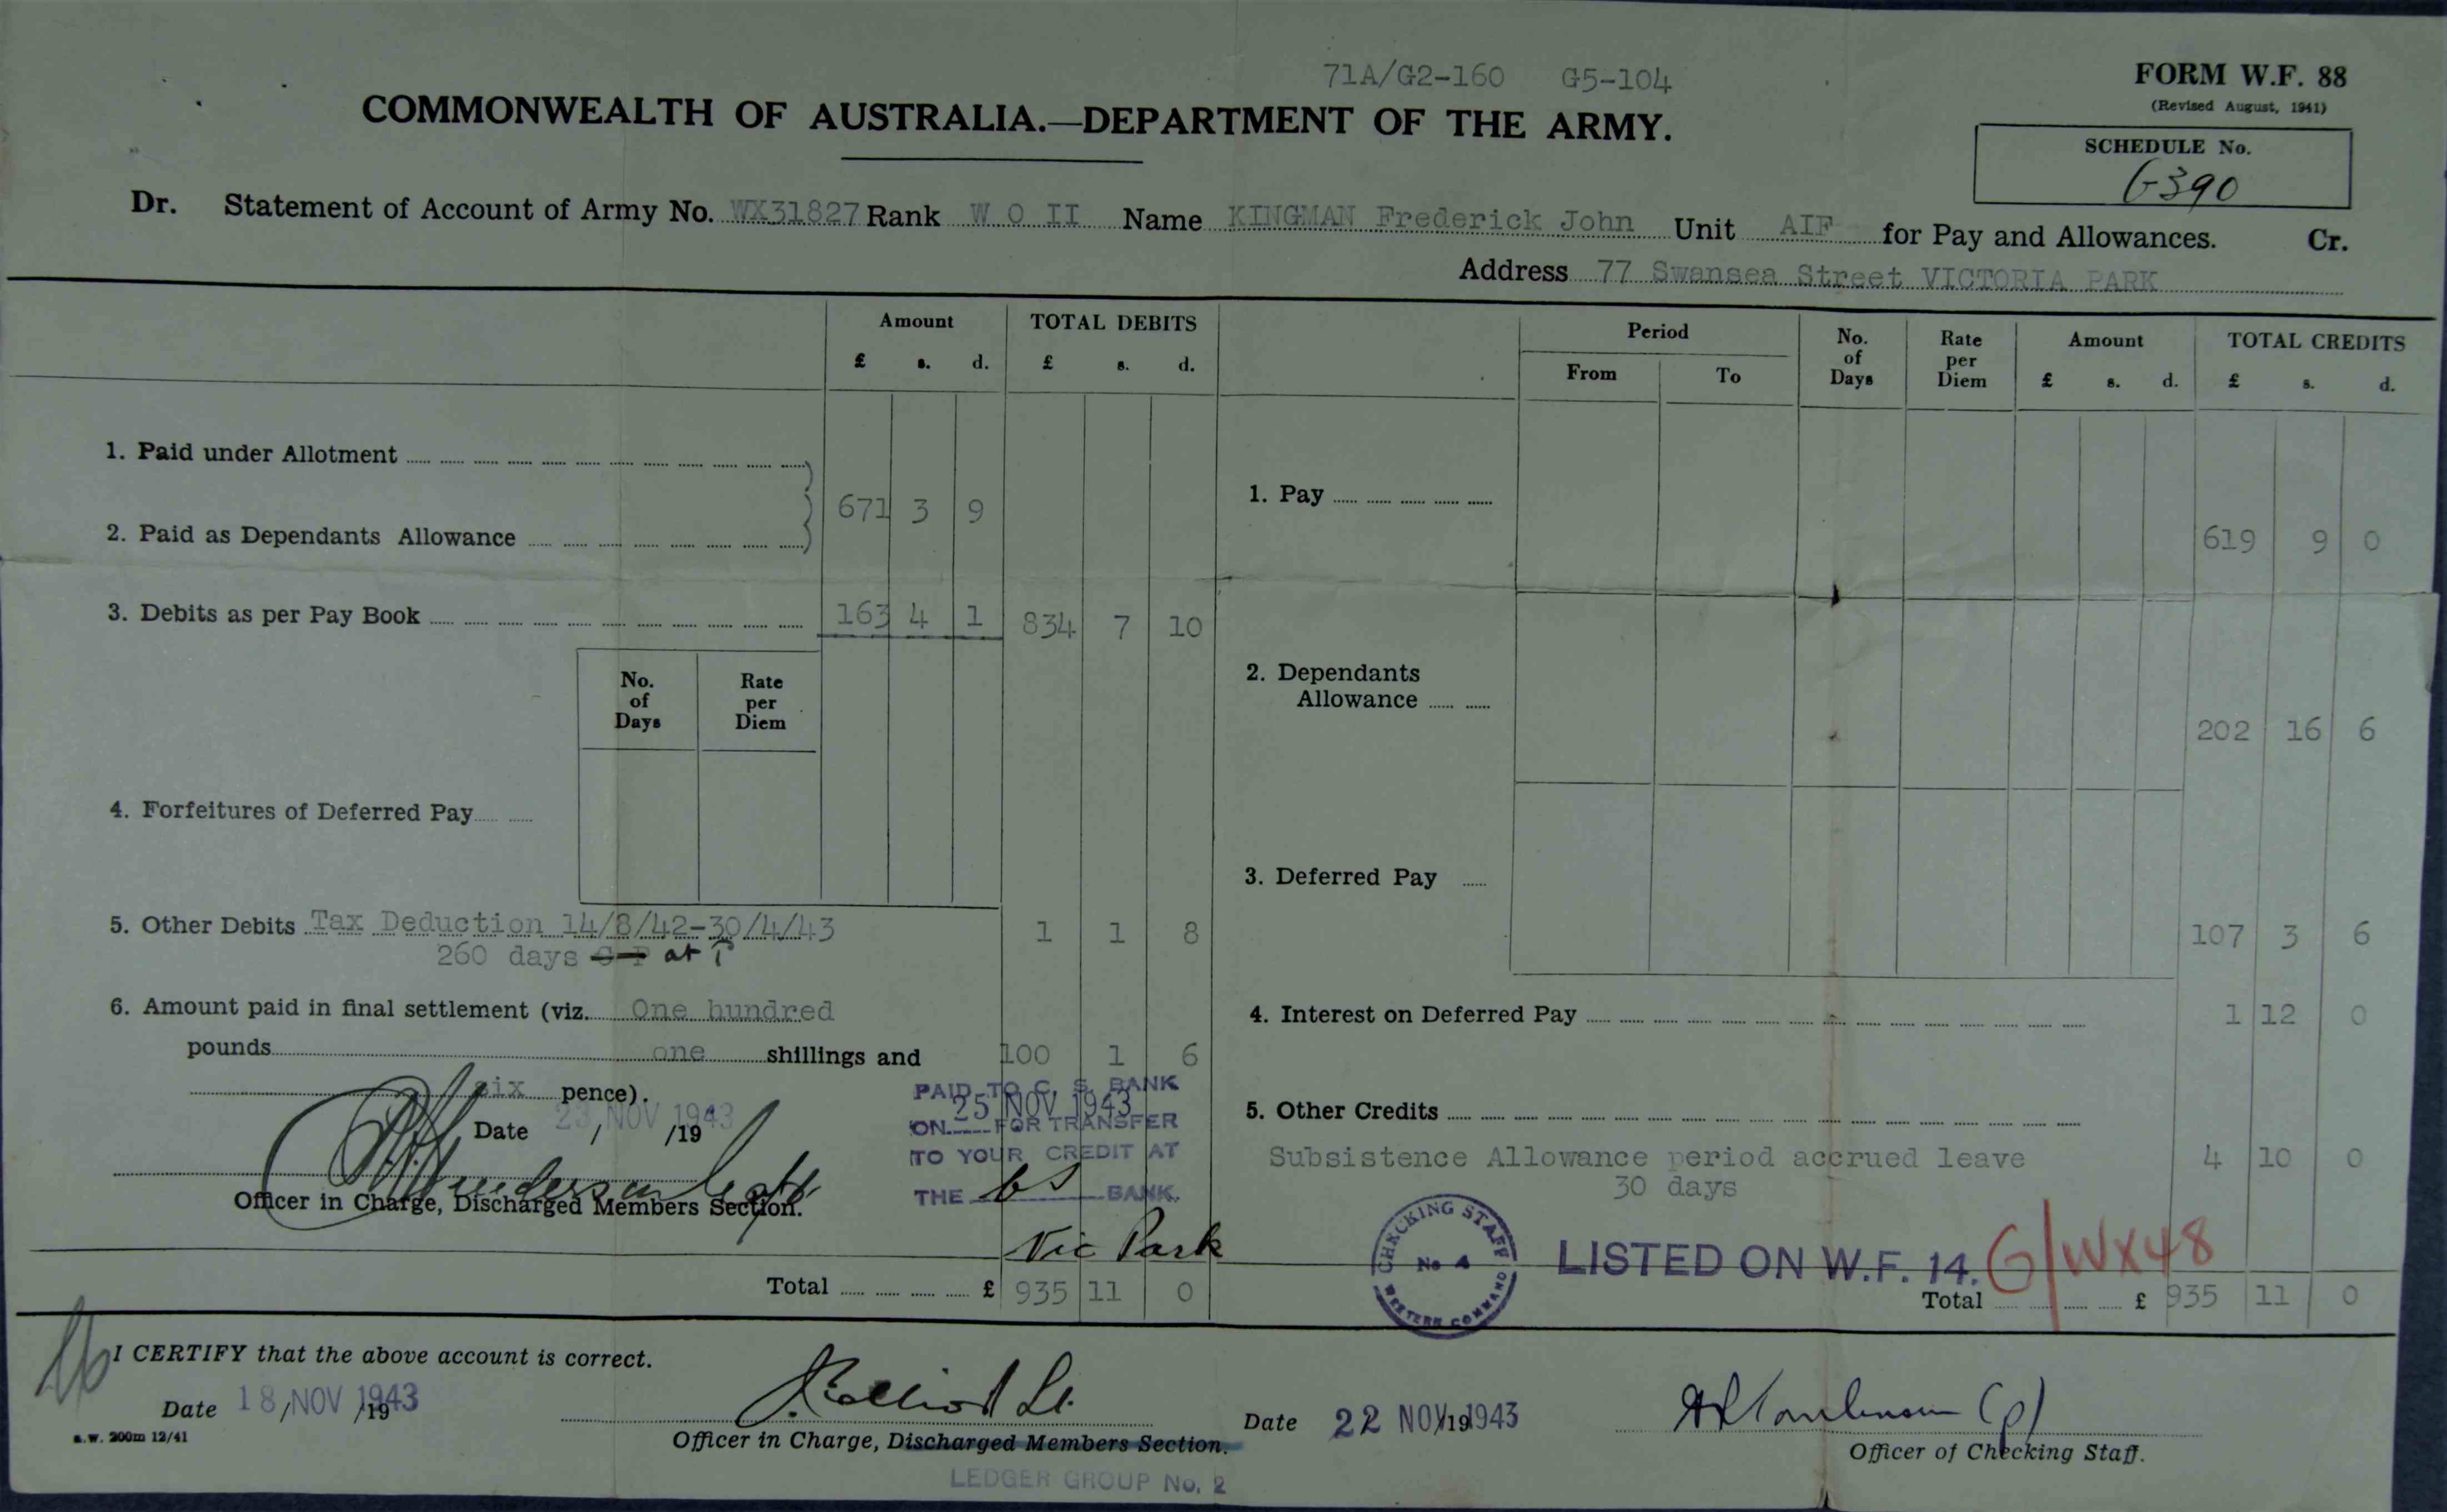 71A/G2-160 G5-104
FORM W.F. 88
(Revised August, 1941)
COMMONWEALTH OF AUSTRALIA.—DEPARTMENT OF THE ARMY.
SCHEDULE No.
G390
Dr. Statement of Account of Army No. WX31827 Rank W O II Name KINGMAN Frederick John Unit AIF for Pay and Allowances. Cr.
Address 77 Swansea Street VICTORIA PARK
Amount TOTAL DEBITS
£ s. d. £ s. d.
1. Paid under Allotment
671 3 9
2. Paid as Dependants Allowance
3. Debits as per Pay Book 163 4 1 834 7 10
No. of Days Rate per Diem
4. Forfeitures of Deferred Pay
5. Other Debits Tax Deduction 14/8/42-30/4/43 1 1 8
260 days at
6. Amount paid in final settlement (viz. One hundred
pounds one shillings and 100 1 6
six pence).
Date 23 NOV 1943 / /19
Officer in Charge, Discharged Members Section.
PAID TO C. S. BANK
25 NOV 1943
ON FOR TRANSFER
TO YOUR CREDIT AT
THE BANK.
Vic Park
Total £ 935 11 0
Period No. of Days Rate per Diem Amount TOTAL CREDITS
From To £ s. d. £ s. d.
1. Pay 619 9 0
2. Dependants
Allowance 202 16 6
3. Deferred Pay 107 3 6
4. Interest on Deferred Pay 1 12 0
5. Other Credits
Subsistence Allowance period accrued leave 4 10 0
30 days
CHECKING STAFF
No 4
WESTERN COMMAND
LISTED ON W.F. 14. G/WX48
Total £ 935 11 0
I CERTIFY that the above account is correct.
Date 18 NOV 1943 / /19
Officer in Charge, Discharged Members Section.
LEDGER GROUP No. 2
Date 22 NOV 1943 /19
Officer of Checking Staff.
s.w. 200m 12/41